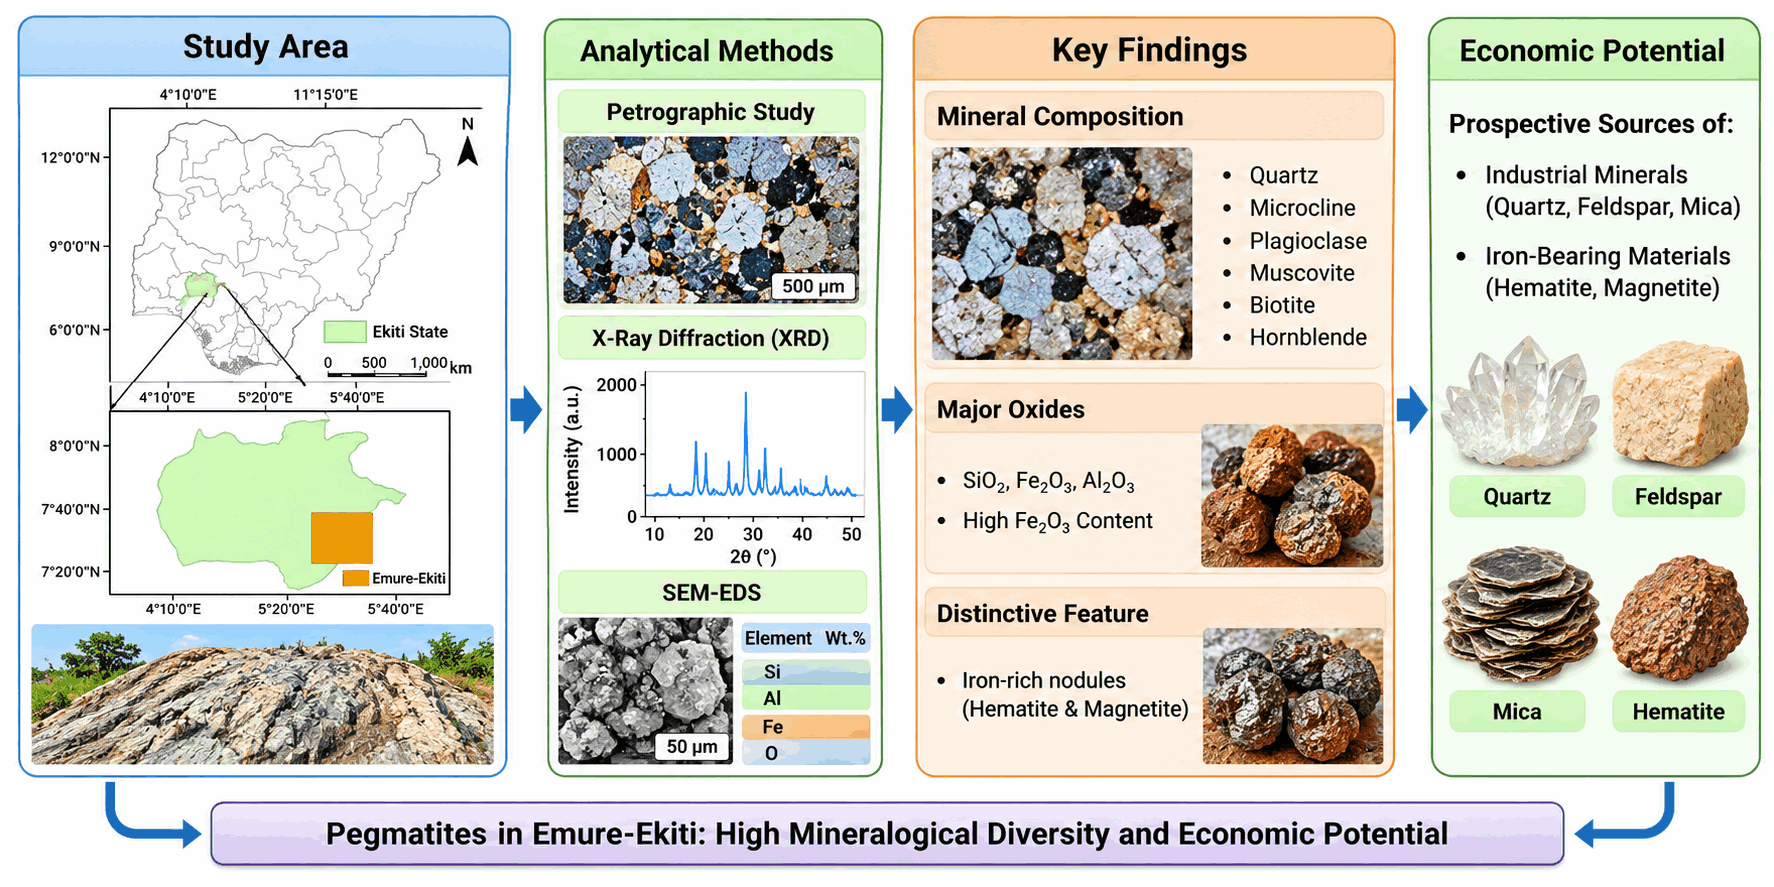 Study Area
4°10'0"E
11°15'0"E
N
12°0'0"N
9°0'0"N
6°0'0"N
Ekiti State
0 500 1,000 km
4°10'0"E
5°20'0"E
5°40'0"E
8°0'0"N
7°40'0"N
7°20'0"N
Emure-Ekiti
4°10'0"E
5°20'0"E
5°40'0"E
Analytical Methods
Petrographic Study
500 µm
X-Ray Diffraction (XRD)
Intensity (a.u.)
2000
1000
0
10 20 30 40 50
2θ (°)
SEM-EDS
50 µm
Element Wt.%
Si
Al
Fe
O
Key Findings
Mineral Composition
• Quartz
• Microcline
• Plagioclase
• Muscovite
• Biotite
• Hornblende
Major Oxides
• SiO₂, Fe₂O₃, Al₂O₃
• High Fe₂O₃ Content
Distinctive Feature
• Iron-rich nodules
(Hematite & Magnetite)
Economic Potential
Prospective Sources of:
• Industrial Minerals
(Quartz, Feldspar, Mica)
• Iron-Bearing Materials
(Hematite, Magnetite)
Quartz
Feldspar
Mica
Hematite
Pegmatites in Emure-Ekiti: High Mineralogical Diversity and Economic Potential